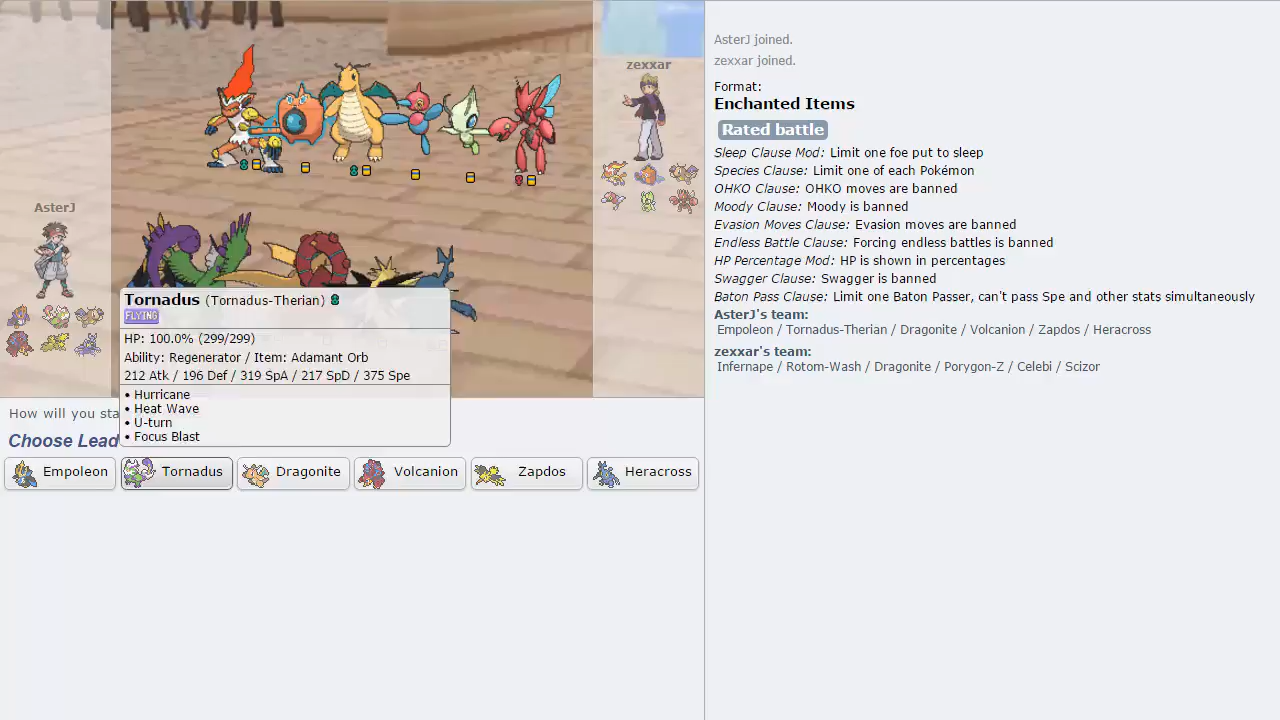 zexxar
AsterJ
Tornadus (Tornadus-Therian)
FLYING
HP: 100.0% (299/299)
Ability: Regenerator / Item: Adamant Orb
212 Atk / 196 Def / 319 SpA / 217 SpD / 375 Spe
• Hurricane
• Heat Wave
• U-turn
• Focus Blast
How will you sta
Choose Lead
Empoleon
Tornadus
Dragonite
Volcanion
Zapdos
Heracross
AsterJ joined.
zexxar joined.
Format:
Enchanted Items
Rated battle
Sleep Clause Mod: Limit one foe put to sleep
Species Clause: Limit one of each Pokémon
OHKO Clause: OHKO moves are banned
Moody Clause: Moody is banned
Evasion Moves Clause: Evasion moves are banned
Endless Battle Clause: Forcing endless battles is banned
HP Percentage Mod: HP is shown in percentages
Swagger Clause: Swagger is banned
Baton Pass Clause: Limit one Baton Passer, can't pass Spe and other stats simultaneously
AsterJ's team:
Empoleon / Tornadus-Therian / Dragonite / Volcanion / Zapdos / Heracross
zexxar's team:
Infernape / Rotom-Wash / Dragonite / Porygon-Z / Celebi / Scizor